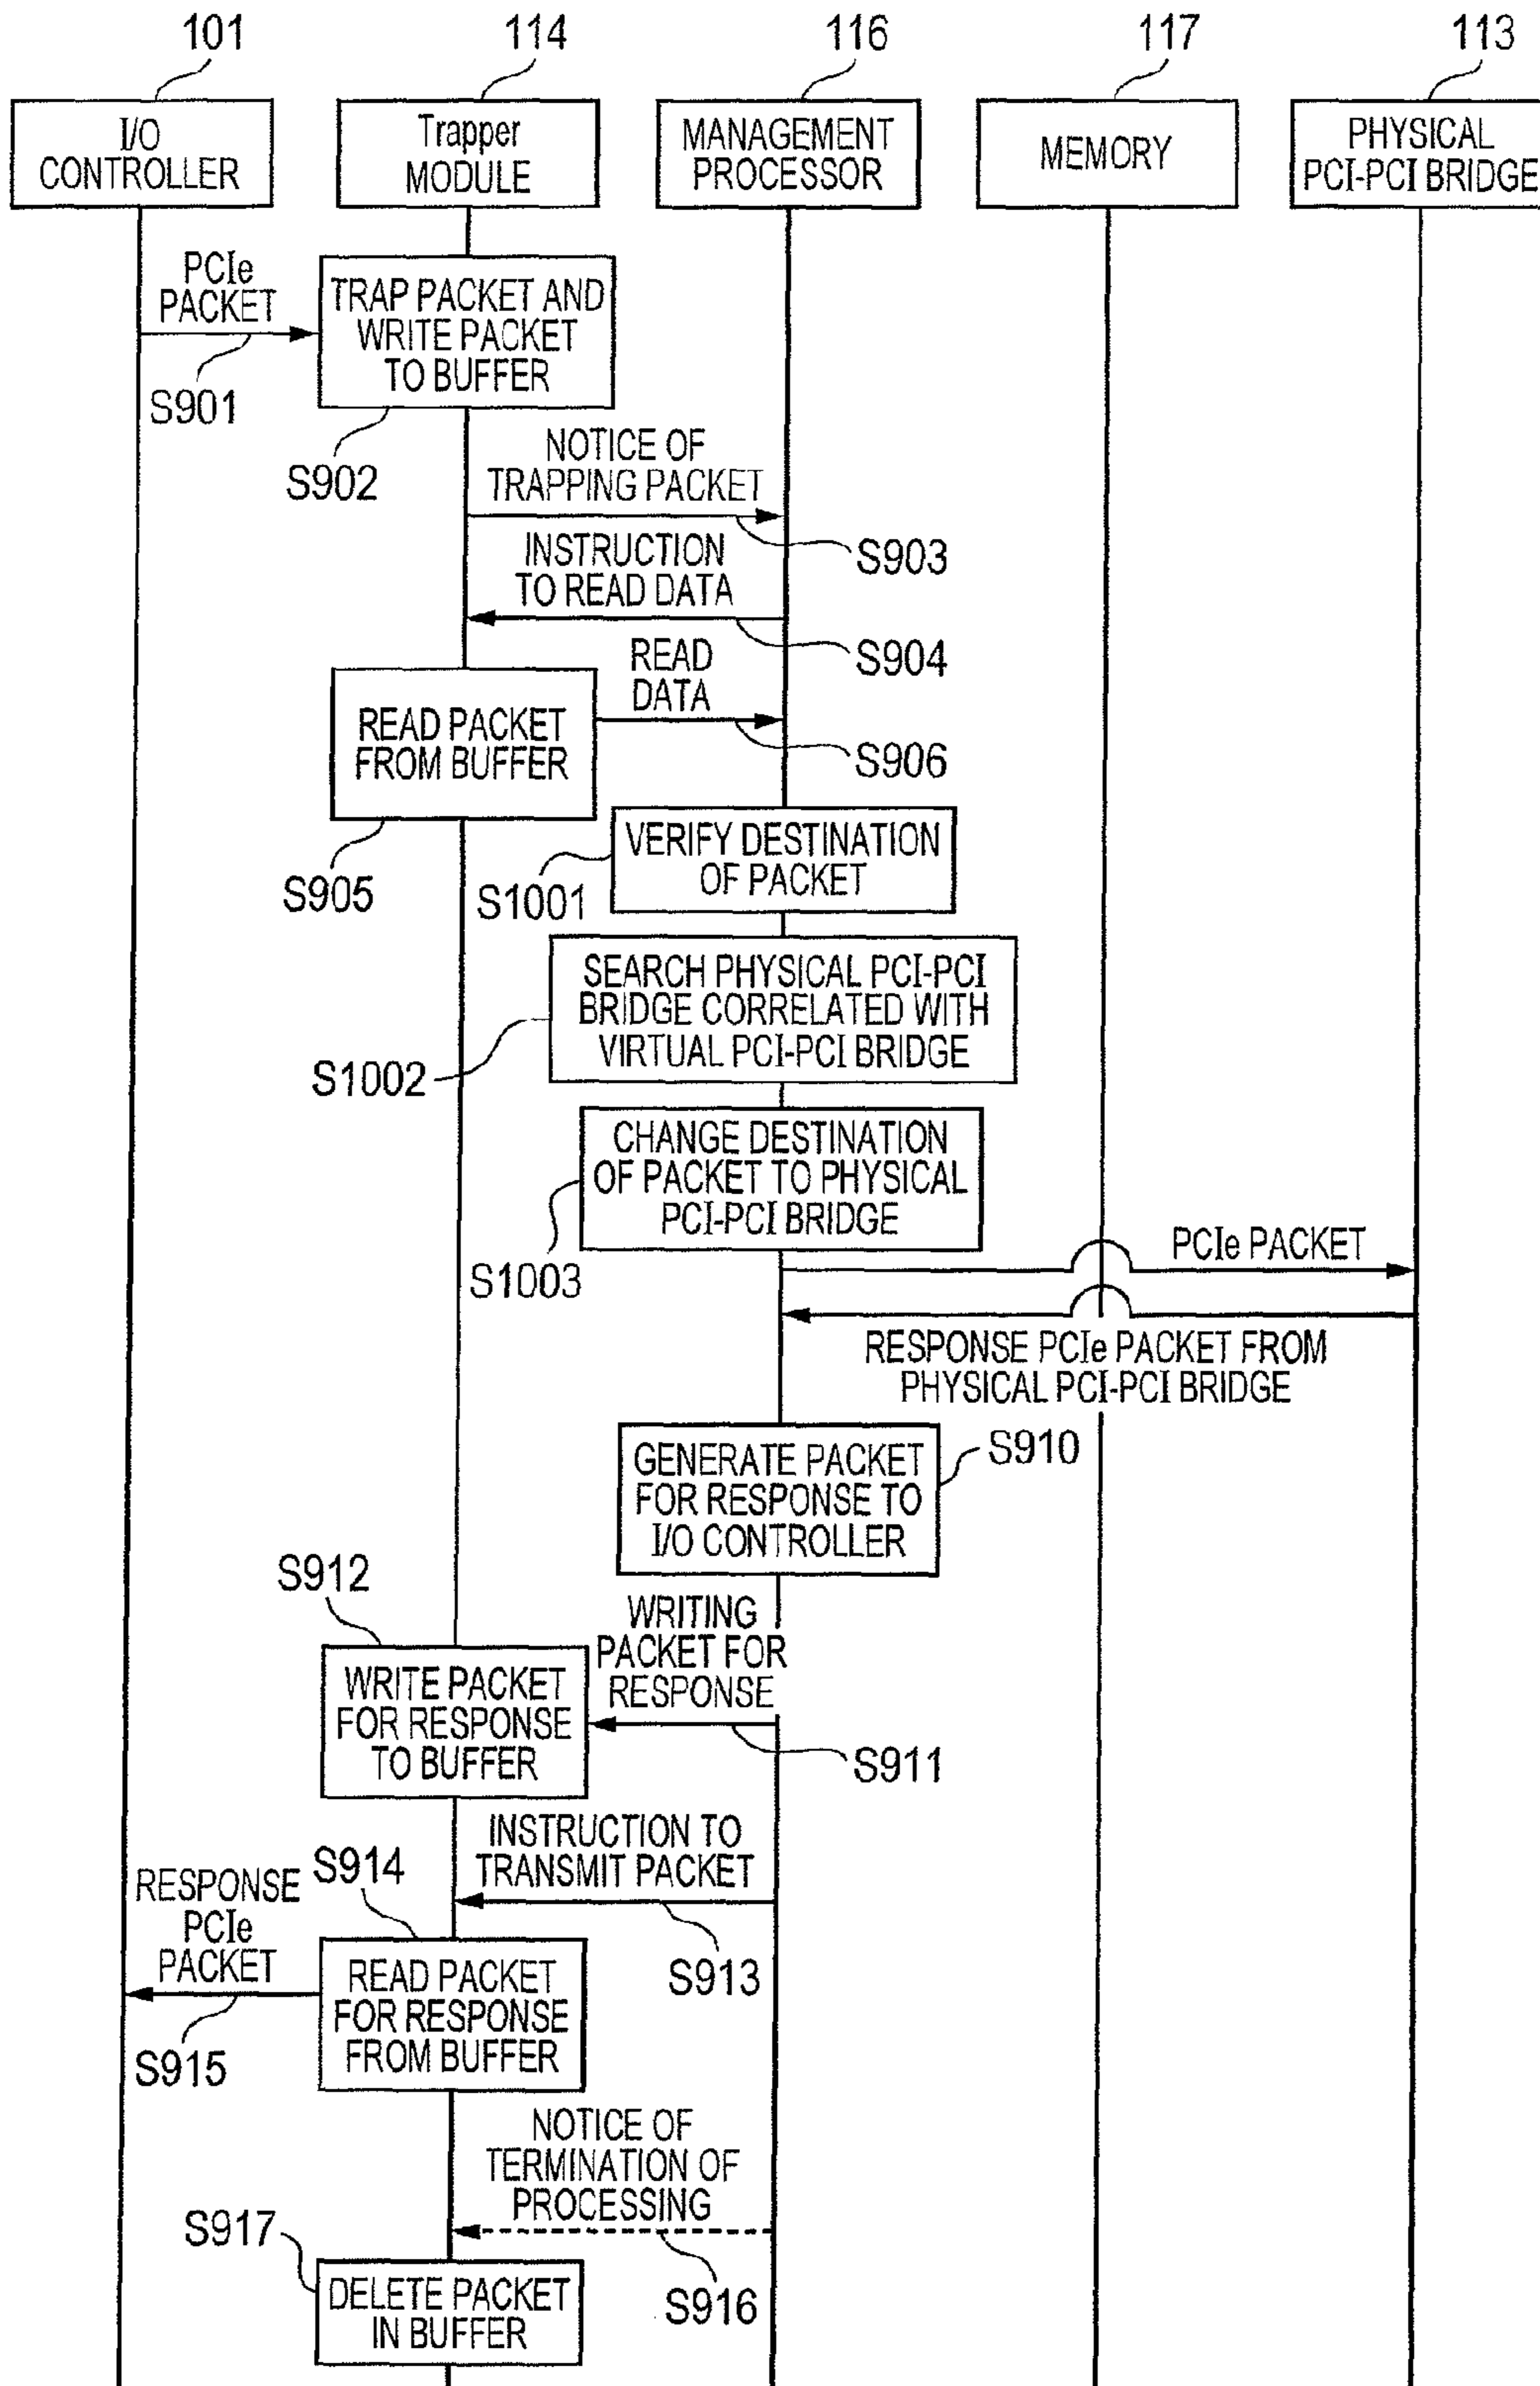 101
114
116
117
113
I/O
CONTROLLER
Trapper
MODULE
MANAGEMENT
PROCESSOR
MEMORY
PHYSICAL
PCI-PCI BRIDGE
PCIe
PACKET
S901
TRAP PACKET AND
WRITE PACKET
TO BUFFER
S902
NOTICE OF
TRAPPING PACKET
S903
INSTRUCTION
TO READ DATA
S904
READ PACKET
FROM BUFFER
S905
READ
DATA
S906
VERIFY DESTINATION
OF PACKET
S1001
SEARCH PHYSICAL PCI-PCI
BRIDGE CORRELATED WITH
VIRTUAL PCI-PCI BRIDGE
S1002
CHANGE DESTINATION
OF PACKET TO PHYSICAL
PCI-PCI BRIDGE
S1003
PCIe PACKET
RESPONSE PCIe PACKET FROM
PHYSICAL PCI-PCI BRIDGE
GENERATE PACKET
FOR RESPONSE TO
I/O CONTROLLER
S910
S912
WRITING
PACKET FOR
RESPONSE
S911
WRITE PACKET
FOR RESPONSE
TO BUFFER
INSTRUCTION TO
TRANSMIT PACKET
S913
S914
RESPONSE
PCIe
PACKET
S915
READ PACKET
FOR RESPONSE
FROM BUFFER
NOTICE OF
TERMINATION OF
PROCESSING
S916
S917
DELETE PACKET
IN BUFFER